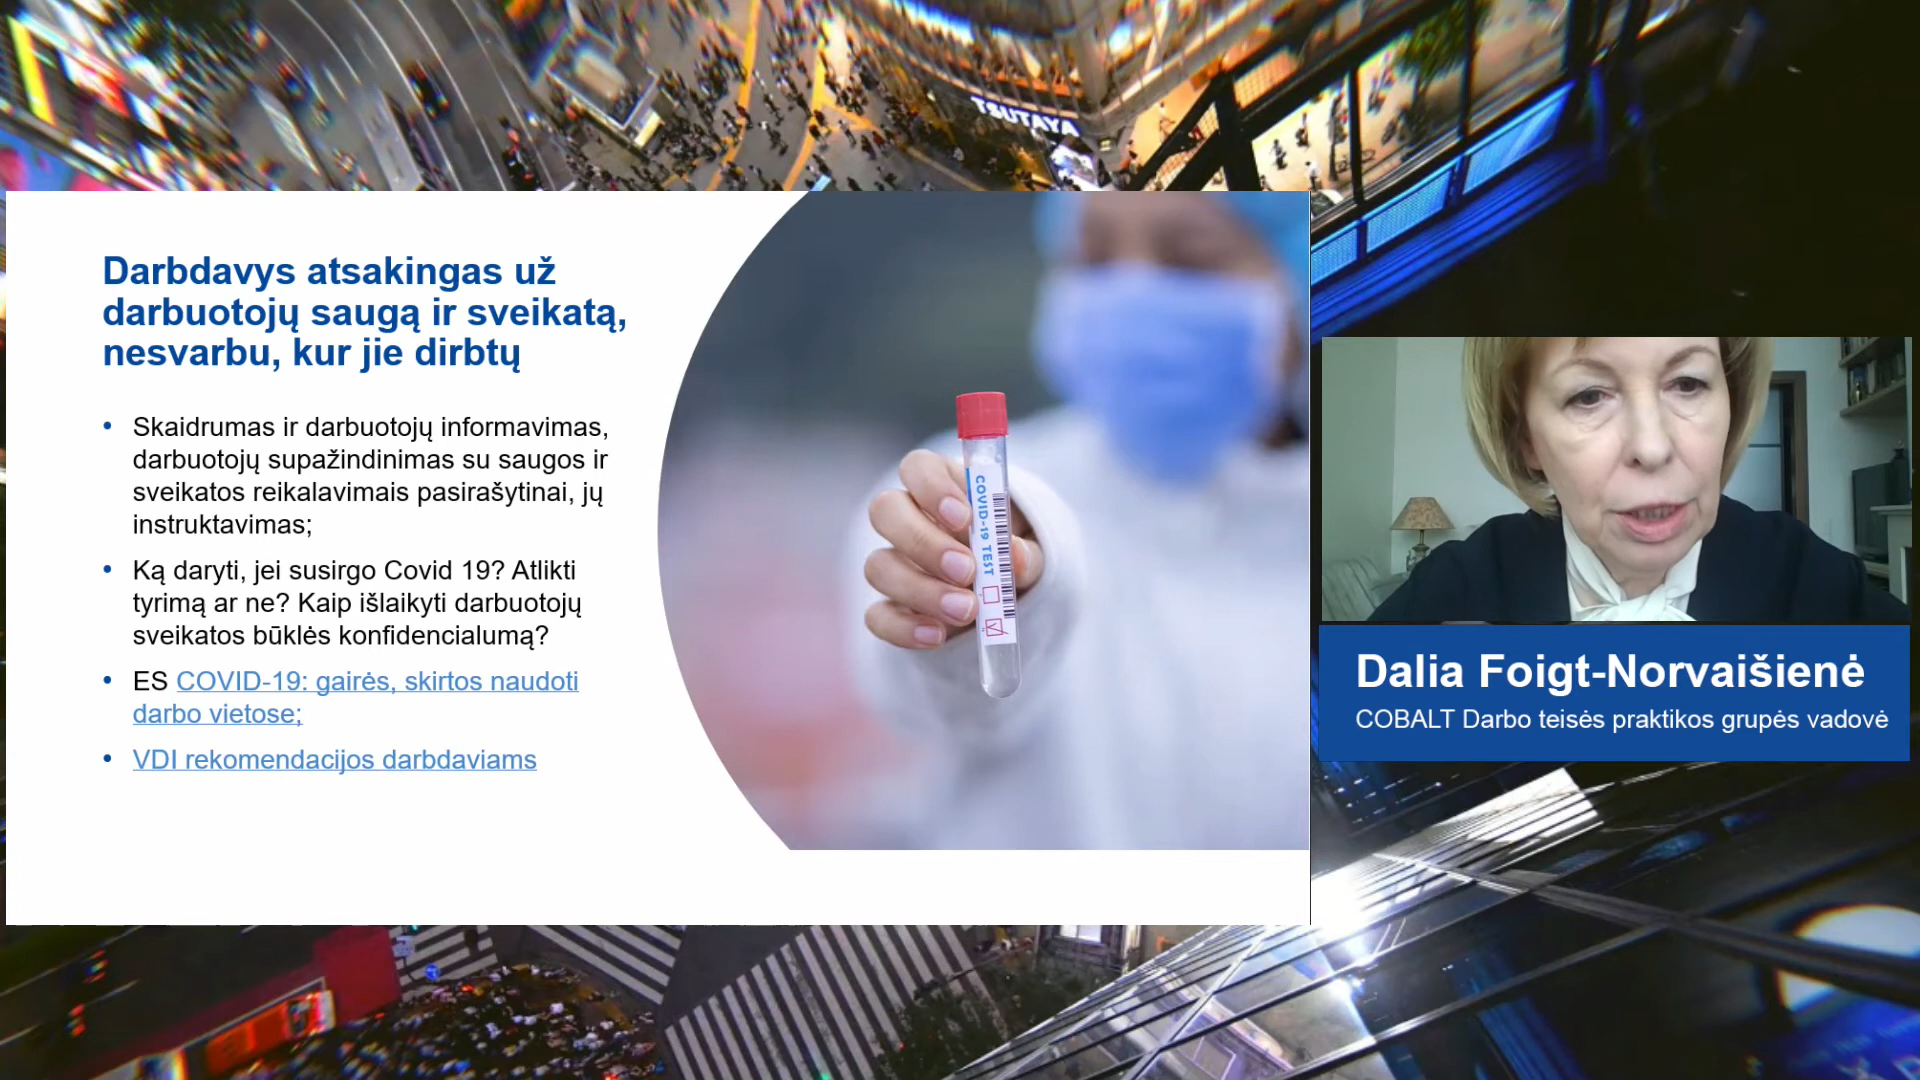 TSUTAYA
Darbdavys atsakingas už
darbuotojų saugą ir sveikatą,
nesvarbu, kur jie dirbtų
• Skaidrumas ir darbuotojų informavimas,
darbuotojų supažindinimas su saugos ir
sveikatos reikalavimais pasirašytinai, jų
instruktavimas;
• Ką daryti, jei susirgo Covid 19? Atlikti
tyrimą ar ne? Kaip išlaikyti darbuotojų
sveikatos būklės konfidencialumą?
• ES COVID-19: gairės, skirtos naudoti
darbo vietose;
• VDI rekomendacijos darbdaviams
COVID-19 TEST
Dalia Foigt-Norvaišienė
COBALT Darbo teisės praktikos grupės vadovė